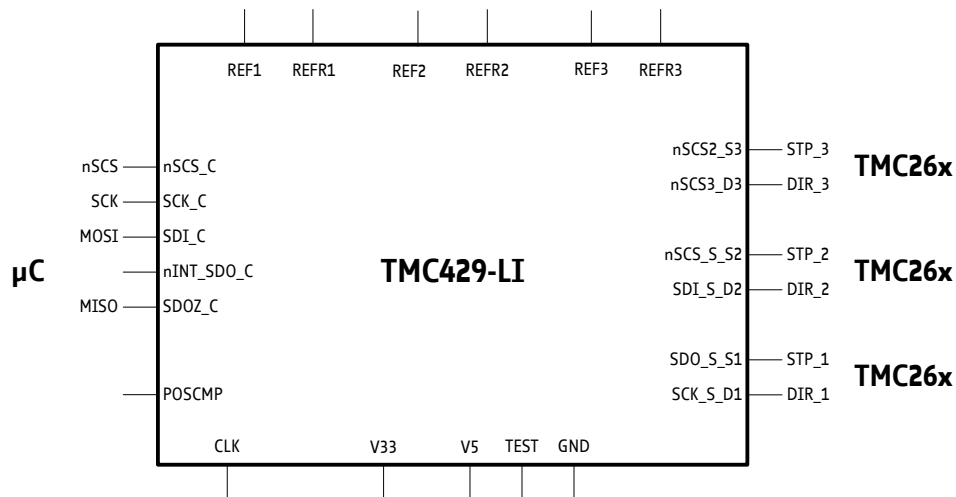 REF1 REFR1 REF2 REFR2 REF3 REFR3
nSCS2_S3 STP_3
TMC26x
nSCS nSCS_C
nSCS3_D3 DIR_3
SCK SCK_C
MOSI SDI_C
nSCS_S_S2 STP_2
µC nINT_SDO_C TMC429-LI TMC26x
SDI_S_D2 DIR_2
MISO SDOZ_C
SDO_S_S1 STP_1
TMC26x
POSCMP SCK_S_D1 DIR_1
CLK V33 V5 TEST GND